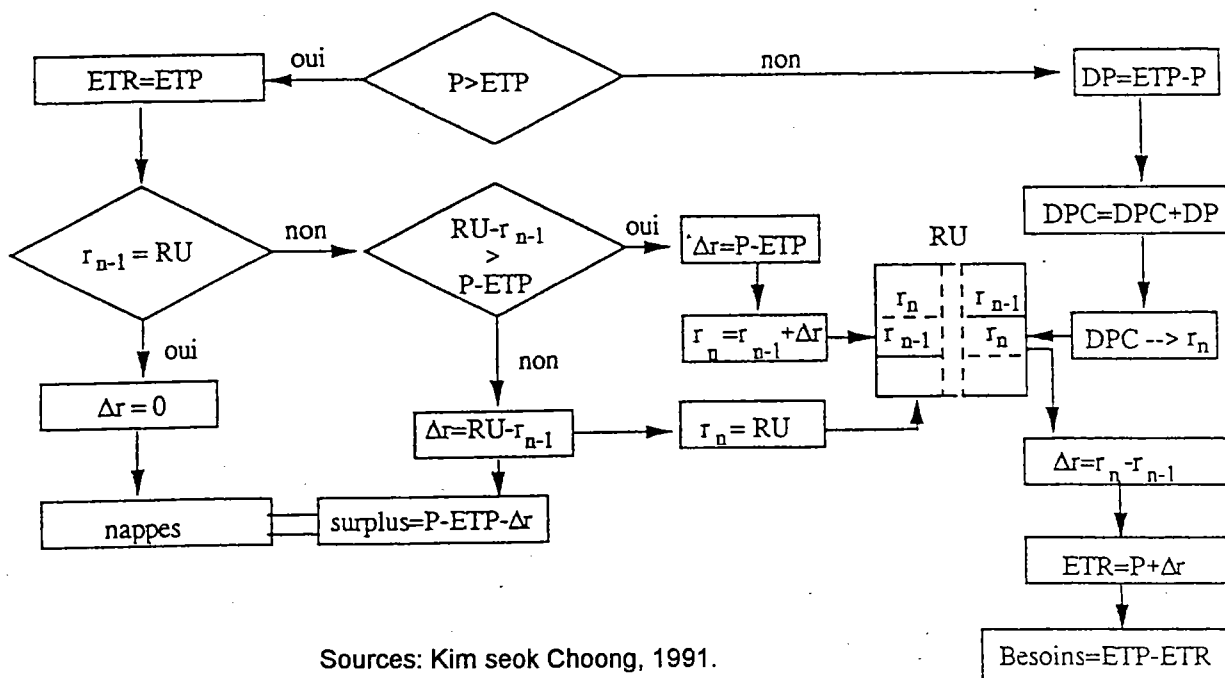 oui
non
ETR=ETP
P>ETP
DP=ETP-P
r n-1 = RU
non
RU-r n-1
>
P-ETP
oui
Δr=P-ETP
RU
DPC=DPC+DP
r n
r n-1
r n-1
r n
r n =r n-1 +Δr
DPC --> r n
oui
non
Δr = 0
Δr=RU-r n-1
r n = RU
Δr=r n -r n-1
nappes
surplus=P-ETP-Δr
ETR=P+Δr
Besoins=ETP-ETR
Sources: Kim seok Choong, 1991.